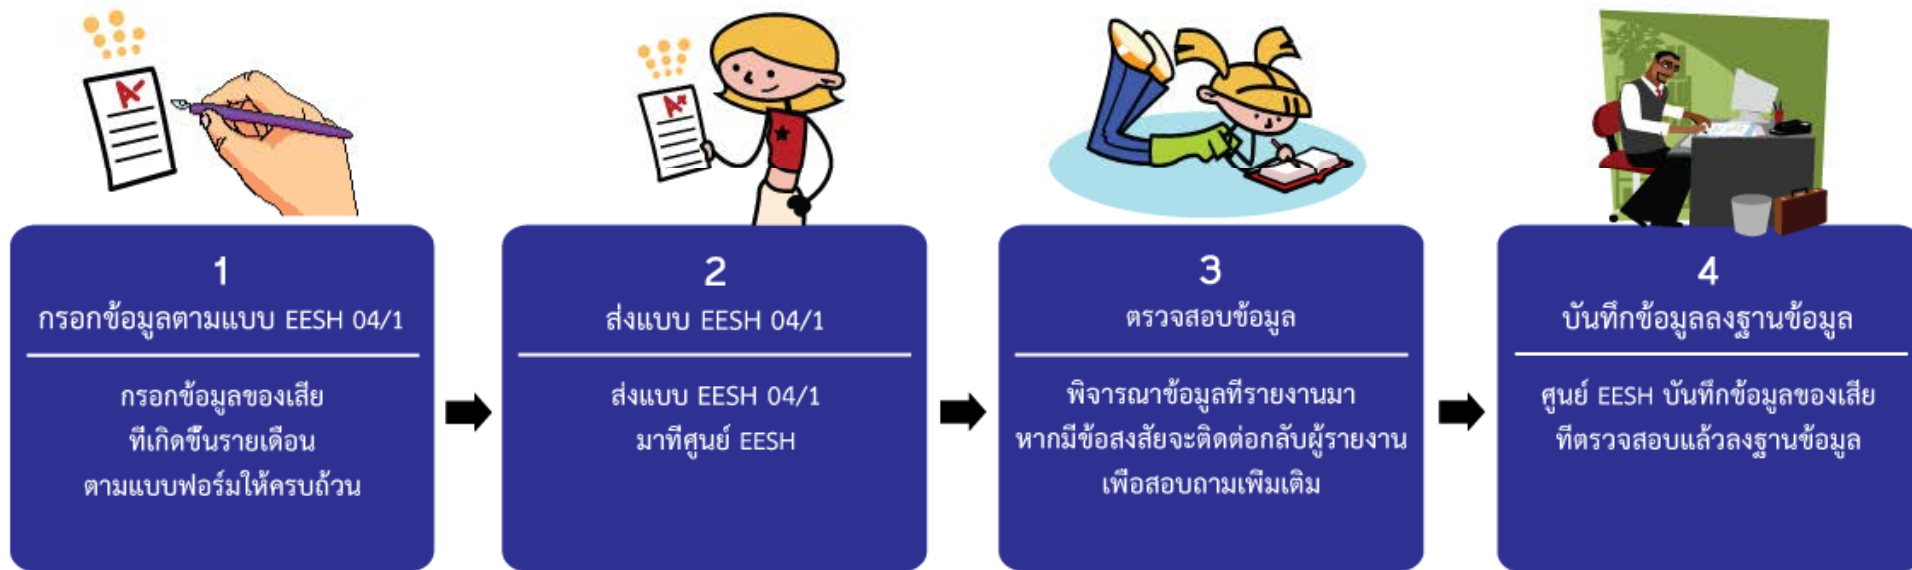 1
กรอกข้อมูลตามแบบ EESH 04/1
กรอกข้อมูลของเสีย
ที่เกิดขึ้นรายเดือน
ตามแบบฟอร์มให้ครบถ้วน
2
ส่งแบบ EESH 04/1
ส่งแบบ EESH 04/1
มาที่ศูนย์ EESH
3
ตรวจสอบข้อมูล
พิจารณาข้อมูลที่รายงานมา
หากมีข้อสงสัยจะติดต่อกลับผู้รายงาน
เพื่อสอบถามเพิ่มเติม
4
บันทึกข้อมูลลงฐานข้อมูล
ศูนย์ EESH บันทึกข้อมูลของเสีย
ที่ตรวจสอบแล้วลงฐานข้อมูล